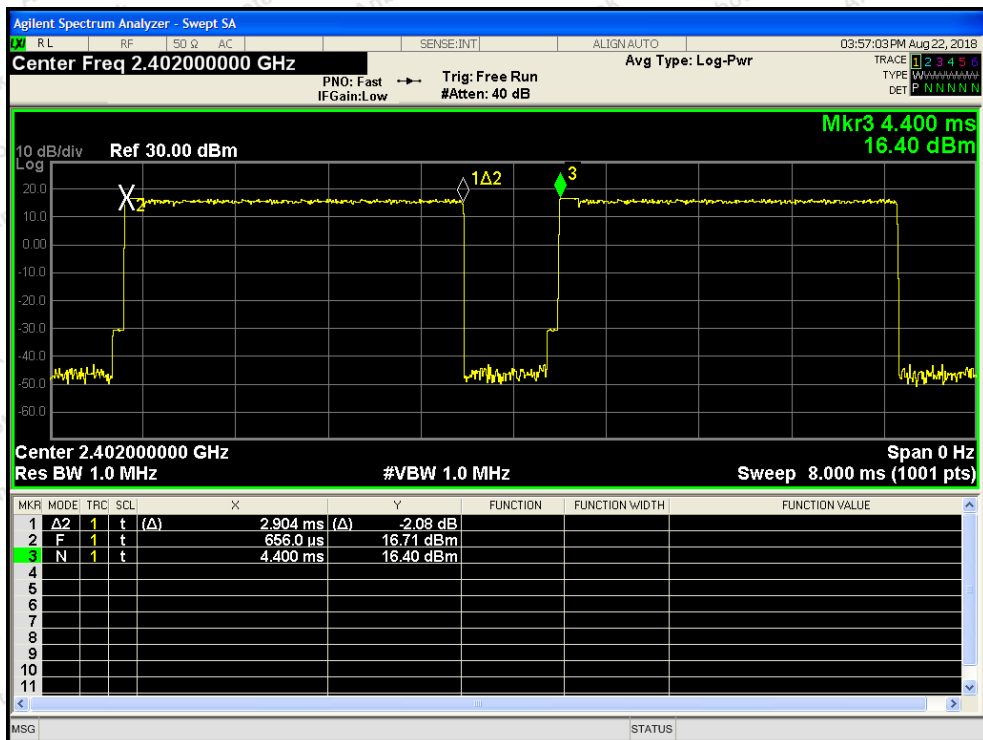 Agilent Spectrum Analyzer - Swept SA
LXI RL RF 50 Ω AC SENSE:INT ALIGN AUTO 03:57:03 PM Aug 22, 2018
Center Freq 2.402000000 GHz Avg Type: Log-Pwr TRACE 1 2 3 4 5 6
PNO: Fast Trig: Free Run TYPE W
IFGain:Low #Atten: 40 dB DET P N N N N N
Mkr3 4.400 ms
10 dB/div Ref 30.00 dBm 16.40 dBm
Log
20.0
10.0
0.00
-10.0
-20.0
-30.0
-40.0
-50.0
-60.0
2
1Δ2
3
Center 2.402000000 GHz Span 0 Hz
Res BW 1.0 MHz #VBW 1.0 MHz Sweep 8.000 ms (1001 pts)
MKR MODE TRC SCL X Y FUNCTION FUNCTION WIDTH FUNCTION VALUE
1 Δ2 1 t (Δ) 2.904 ms (Δ) -2.08 dB
2 F 1 t 656.0 µs 16.71 dBm
3 N 1 t 4.400 ms 16.40 dBm
4
5
6
7
8
9
10
11
MSG STATUS